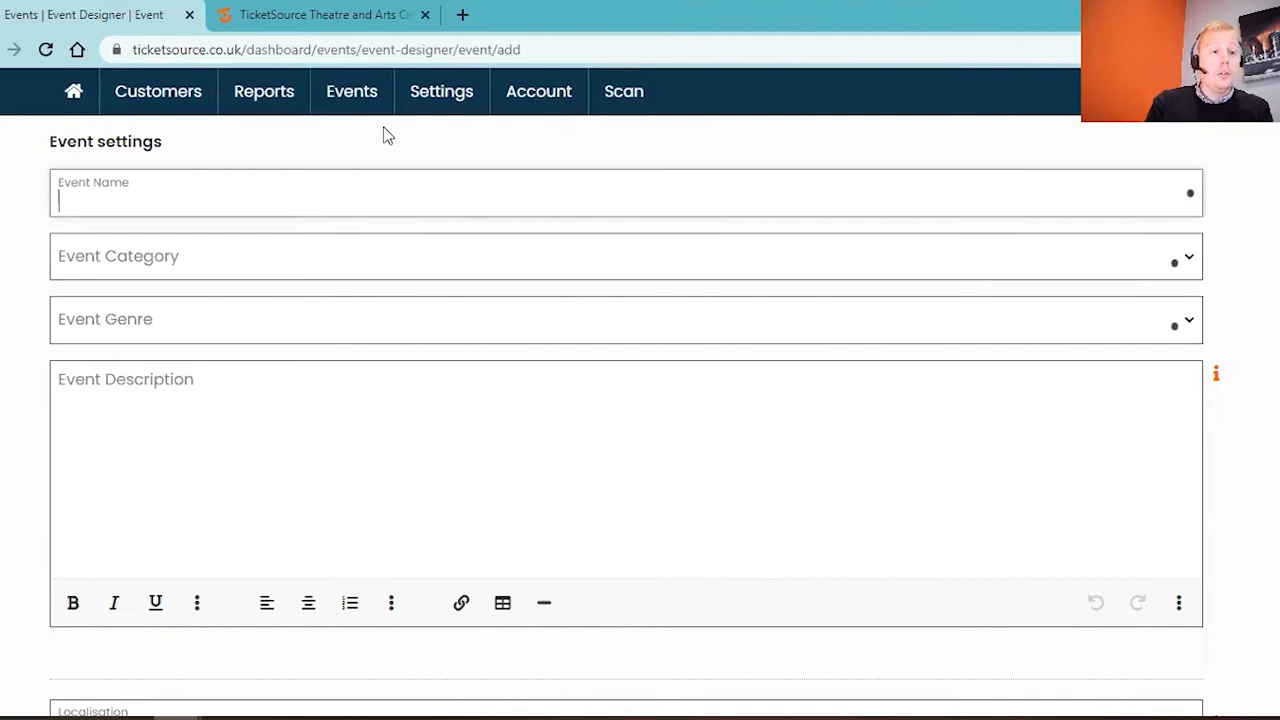 Events | Event Designer | Event
TicketSource Theatre and Arts Ce
ticketsource.co.uk/dashboard/events/event-designer/event/add
Customers
Reports
Events
Settings
Account
Scan
Event settings
Event Name
Event Category
Event Genre
Event Description
B I U
Localisation